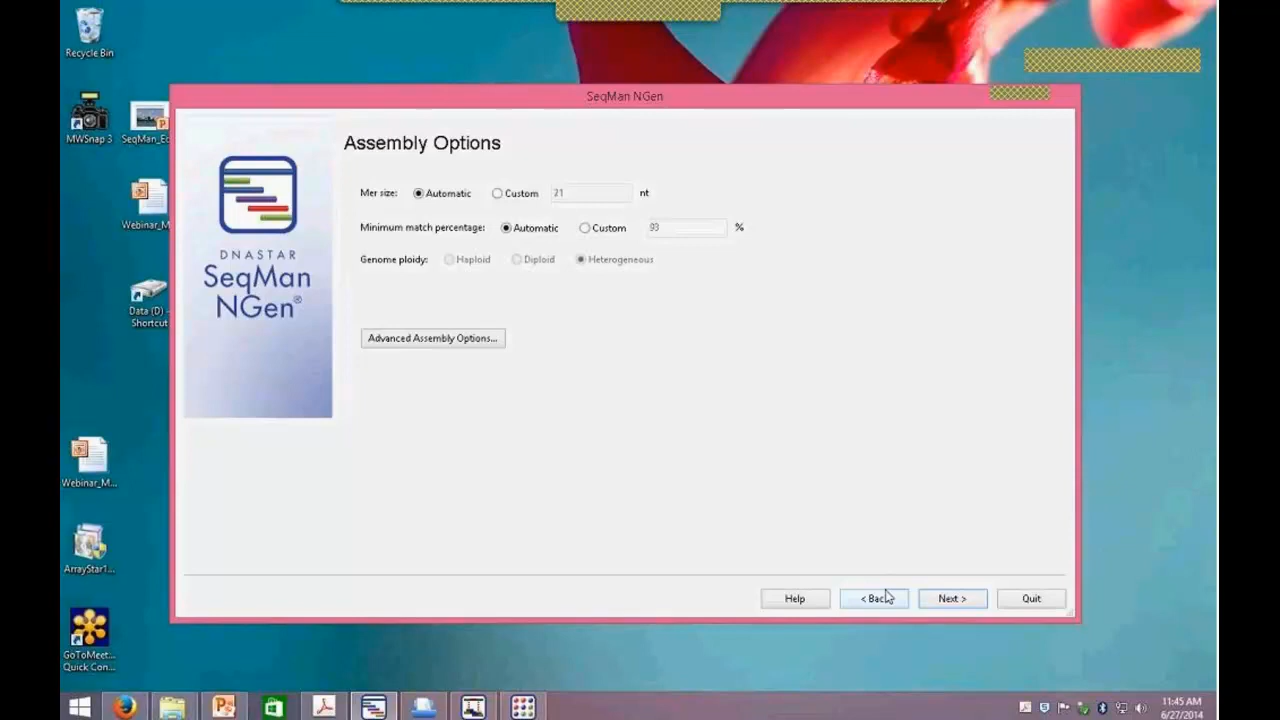 Recycle Bin
MWSnap 3
SeqMan_Ed
Webinar_M
Data (D) -
Shortcut
Webinar_M...
ArrayStar1...
GoToMeet...
Quick Con...
SeqMan NGen
DNASTAR
SeqMan
NGen®
Assembly Options
Mer size: Automatic Custom 21 nt
Minimum match percentage: Automatic Custom 93 %
Genome ploidy: Haploid Diploid Heterogeneous
Advanced Assembly Options...
Help < Back Next > Quit
11:45 AM
6/27/2014